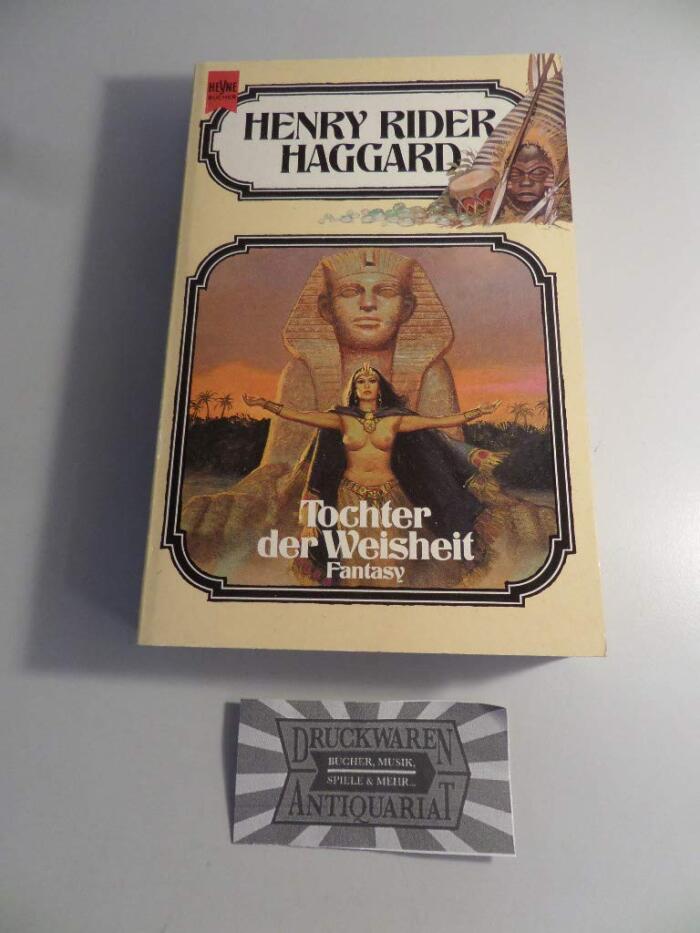 HEYNE
BÜCHER
HENRY RIDER
HAGGARD
Tochter
der Weisheit
Fantasy
DRUCKWAREN
BÜCHER, MUSIK,
SPIELE & MEHR...
ANTIQUARIAT